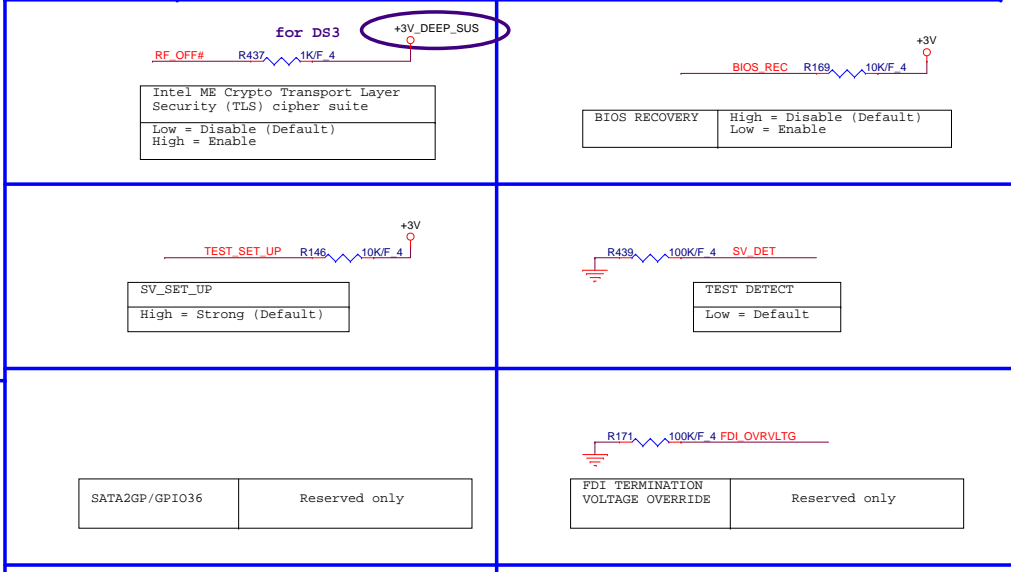 for DS3
+3V_DEEP_SUS
RF_OFF# R437 1K/F_4
Intel ME Crypto Transport Layer
Security (TLS) cipher suite
Low = Disable (Default)
High = Enable
+3V
BIOS_REC R169 10K/F_4
BIOS RECOVERY High = Disable (Default)
Low = Enable
+3V
TEST_SET_UP R146 10K/F_4
SV_SET_UP
High = Strong (Default)
R439 100K/F_4 SV_DET
TEST DETECT
Low = Default
SATA2GP/GPIO36 Reserved only
R171 100K/F_4 FDI_OVRVLTG
FDI TERMINATION
VOLTAGE OVERRIDE Reserved only